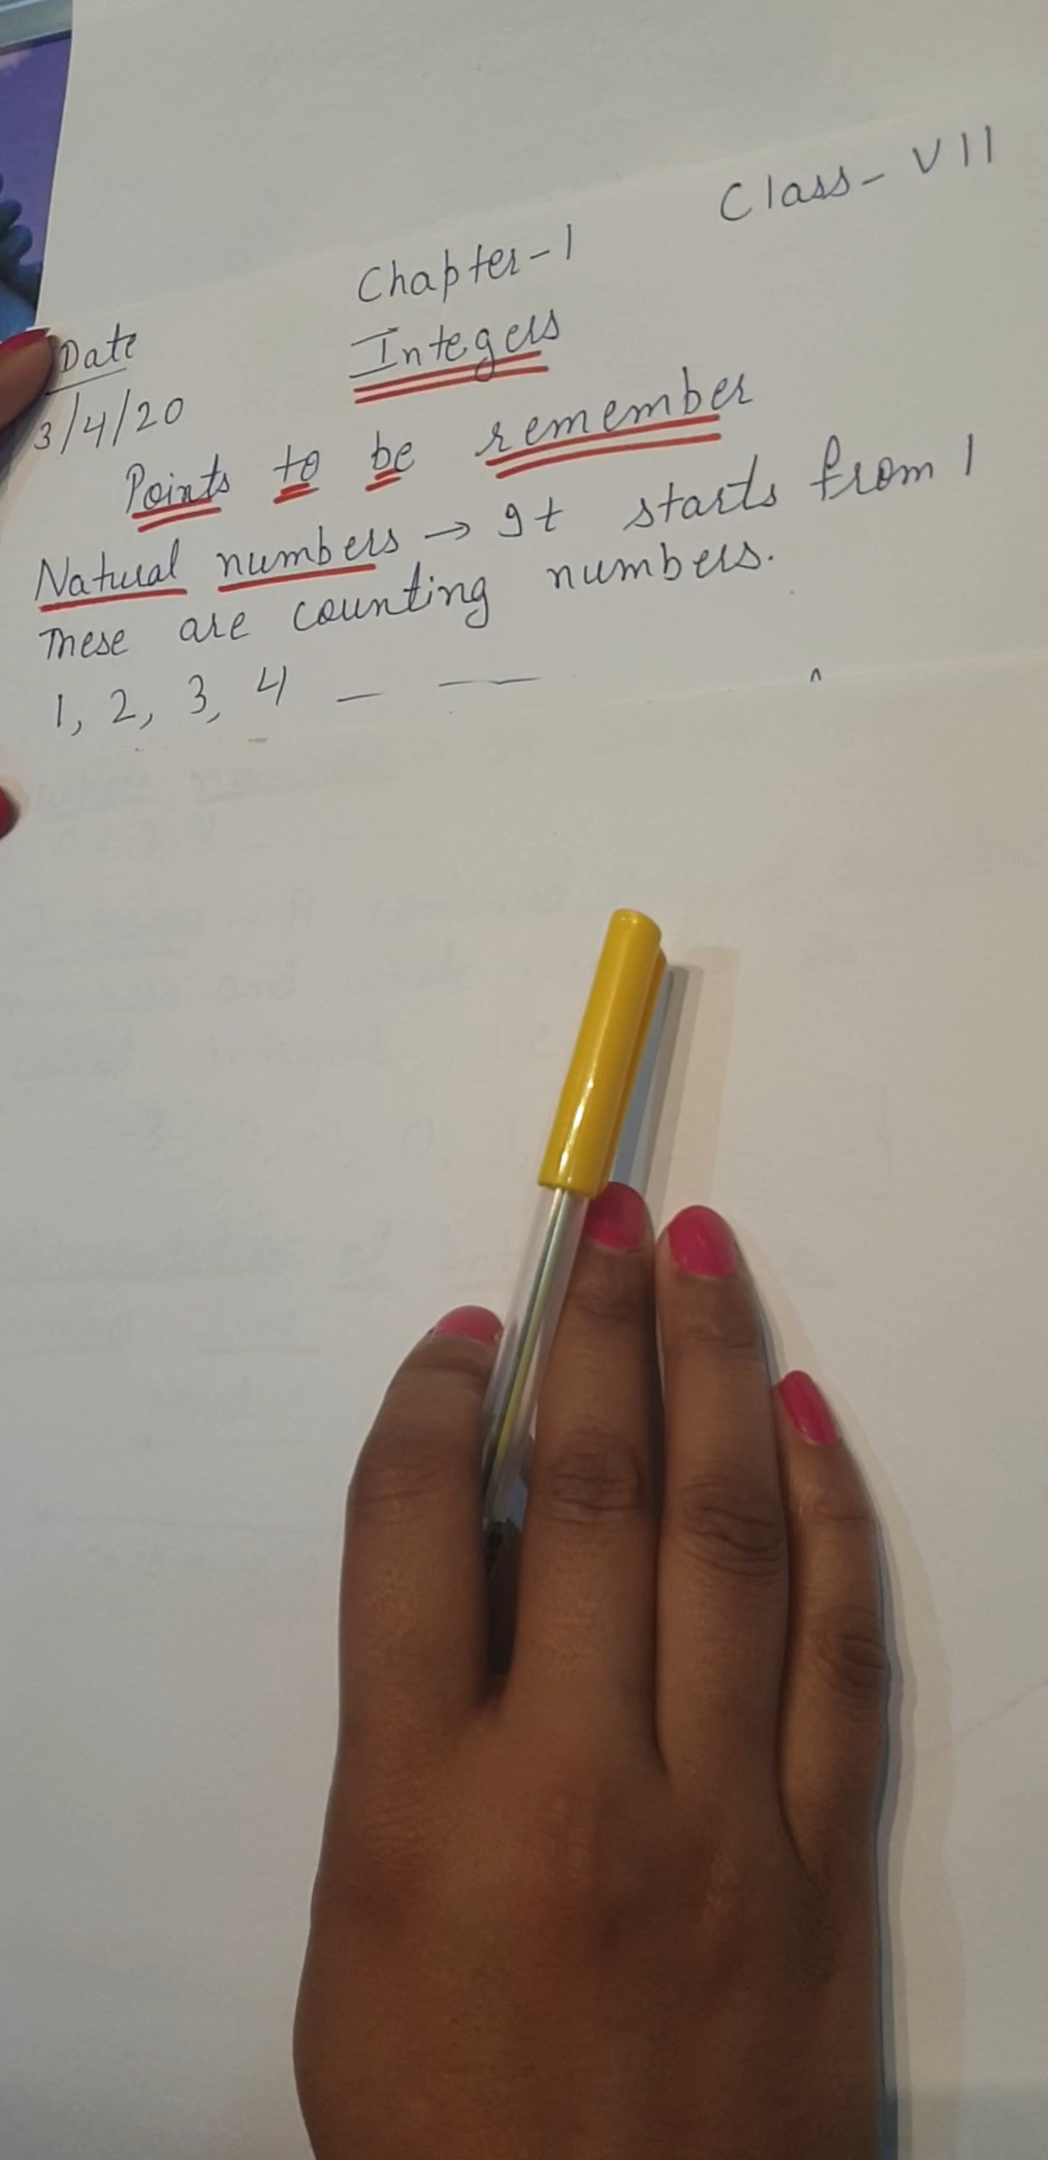 Class- VII
Chapter-1
Integers
Date
3/4/20
Points to be remember
Natural numbers → It starts from 1
These are counting numbers.
1, 2, 3, 4 — —